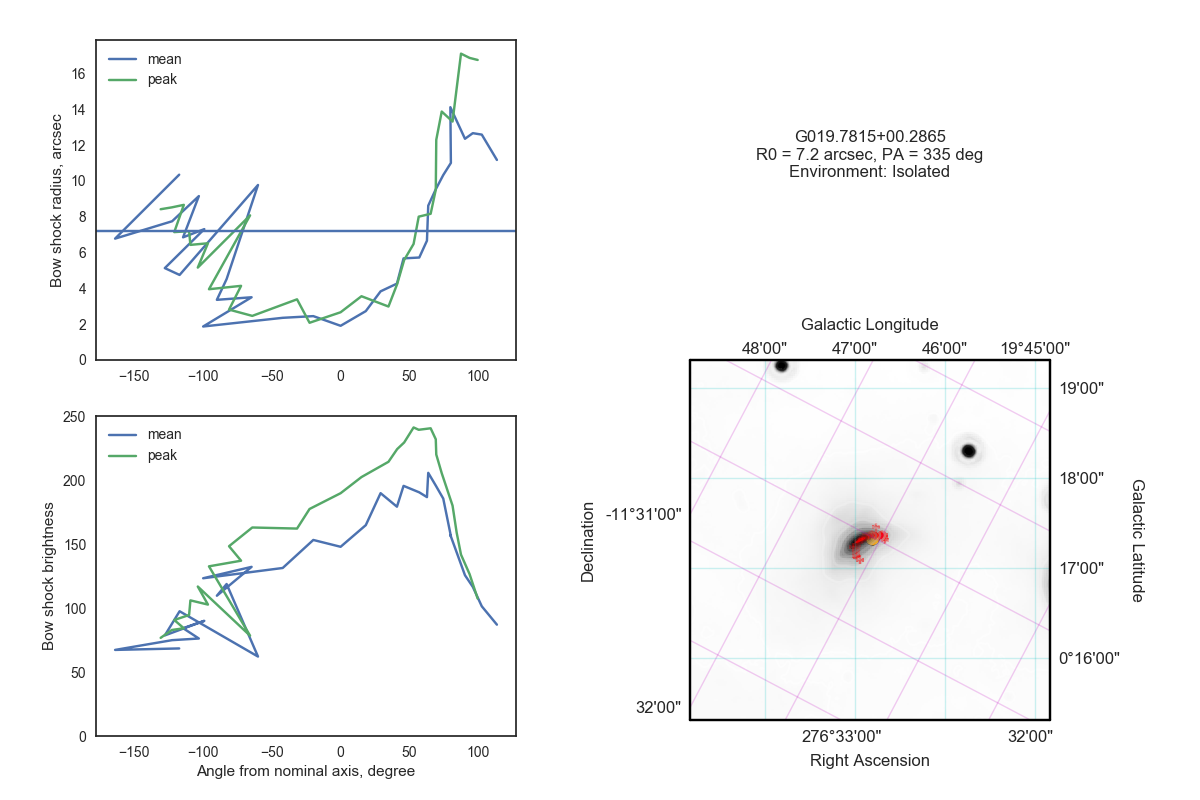 mean
peak
16
14
12
10
8
6
4
2
0
Bow shock radius, arcsec
−150
−100
−50
0
50
100
G019.7815+00.2865
R0 = 7.2 arcsec, PA = 335 deg
Environment: Isolated
250
200
150
100
50
0
mean
peak
Bow shock brightness
−150
−100
−50
0
50
100
Angle from nominal axis, degree
Galactic Longitude
48'00"
47'00"
46'00"
19°45'00"
19'00"
18'00"
17'00"
0°16'00"
Galactic Latitude
-11°31'00"
32'00"
Declination
276°33'00"
32'00"
Right Ascension